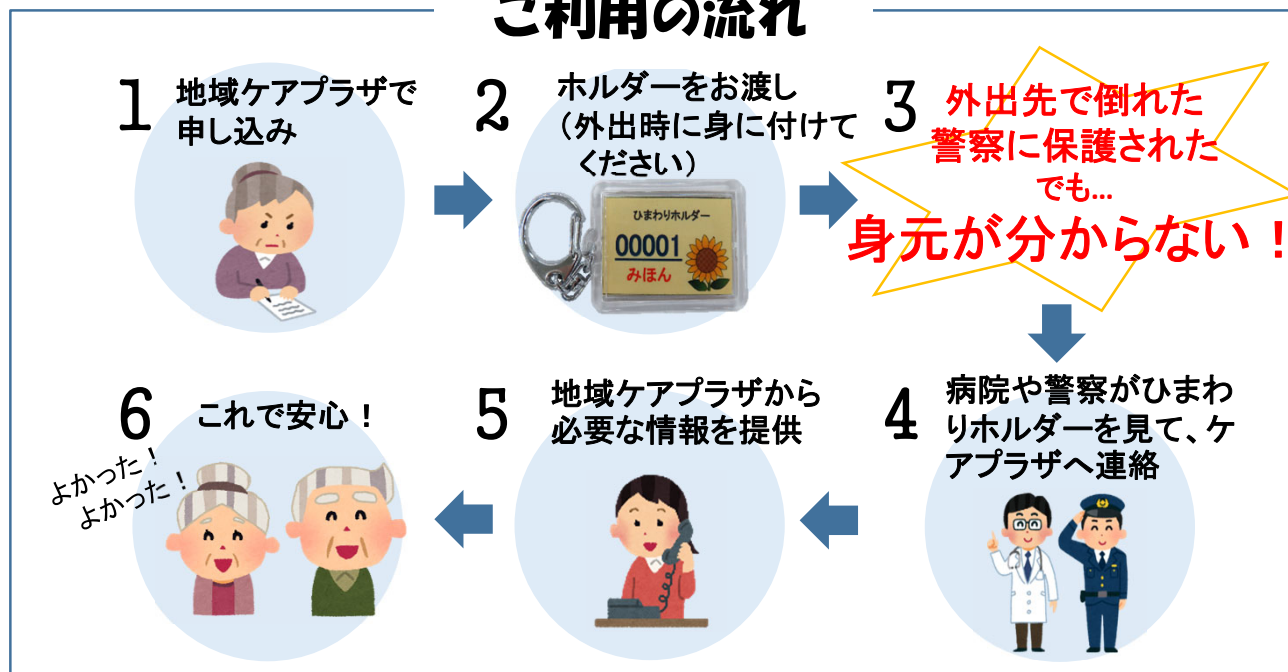 ご利用の流れ
1 地域ケアプラザで
申し込み
2 ホルダーをお渡し
（外出時に身に付けて
ください）
ひまわりホルダー
00001
みほん
3 外出先で倒れた
警察に保護された
でも...
身元が分からない！
4 病院や警察がひまわ
りホルダーを見て、ケ
アプラザへ連絡
5 地域ケアプラザから
必要な情報を提供
6 これで安心！
よかった！
よかった！